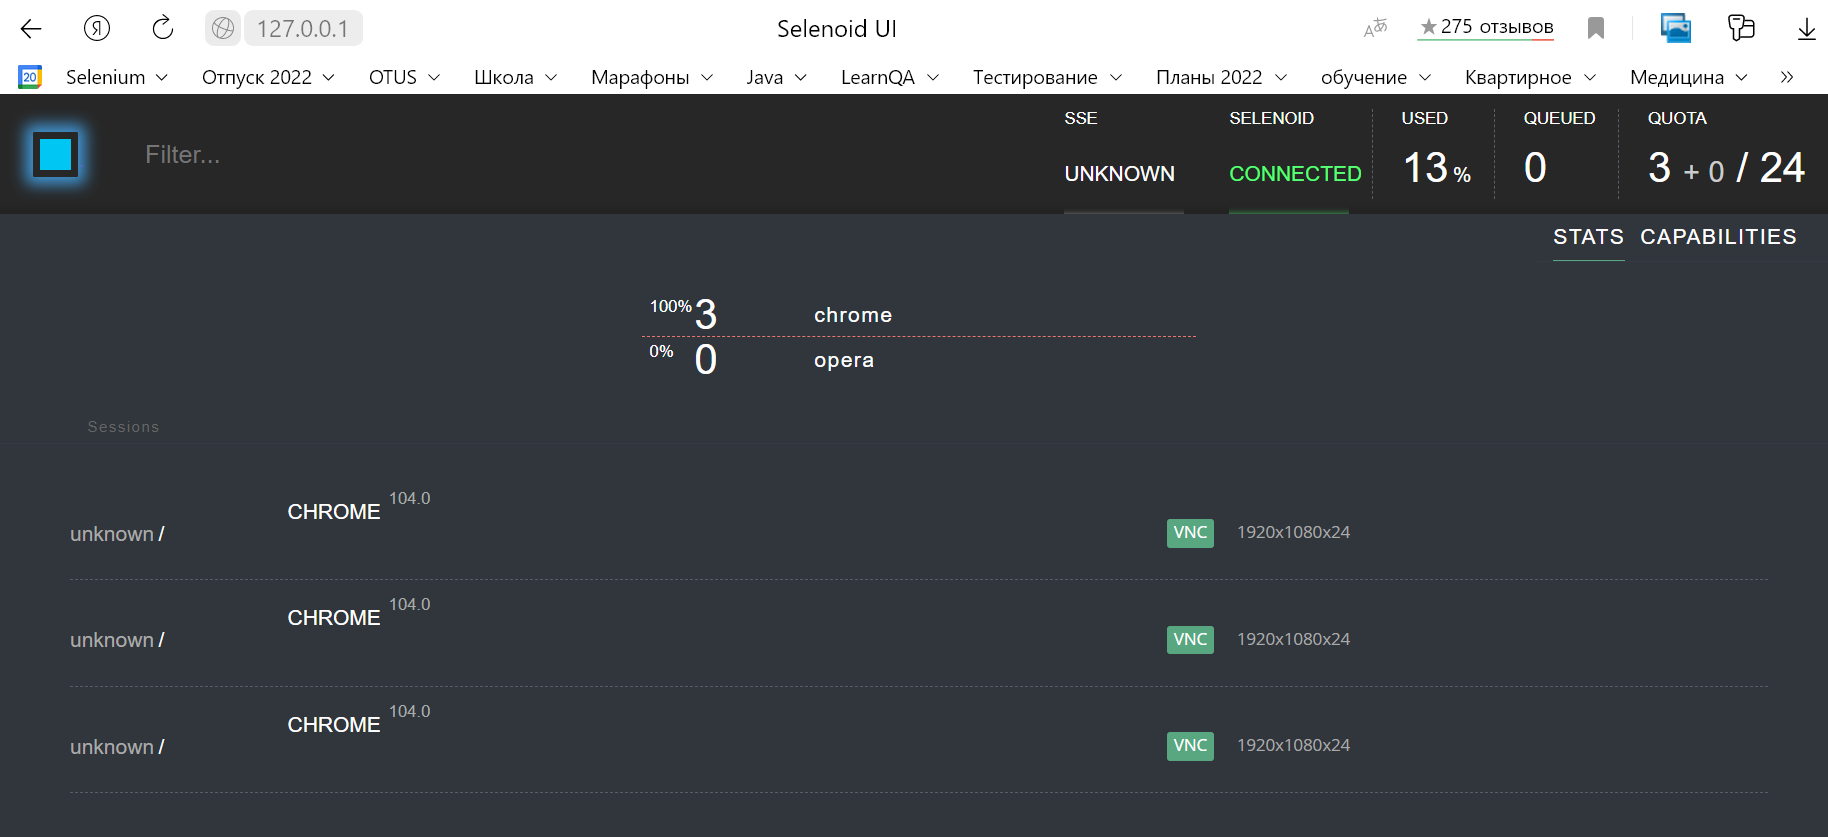 Я 127.0.0.1 Selenoid UI Aあ ★275 отзывов
20 Selenium Отпуск 2022 OTUS Школа Марафоны Java LearnQA Тестирование Планы 2022 обучение Квартирное Медицина »
SSE SELENOID USED QUEUED QUOTA
Filter...
UNKNOWN CONNECTED 13% 0 3 + 0 / 24
STATS CAPABILITIES
100% 3 chrome
0% 0 opera
Sessions
unknown / CHROME 104.0 VNC 1920x1080x24
unknown / CHROME 104.0 VNC 1920x1080x24
unknown / CHROME 104.0 VNC 1920x1080x24